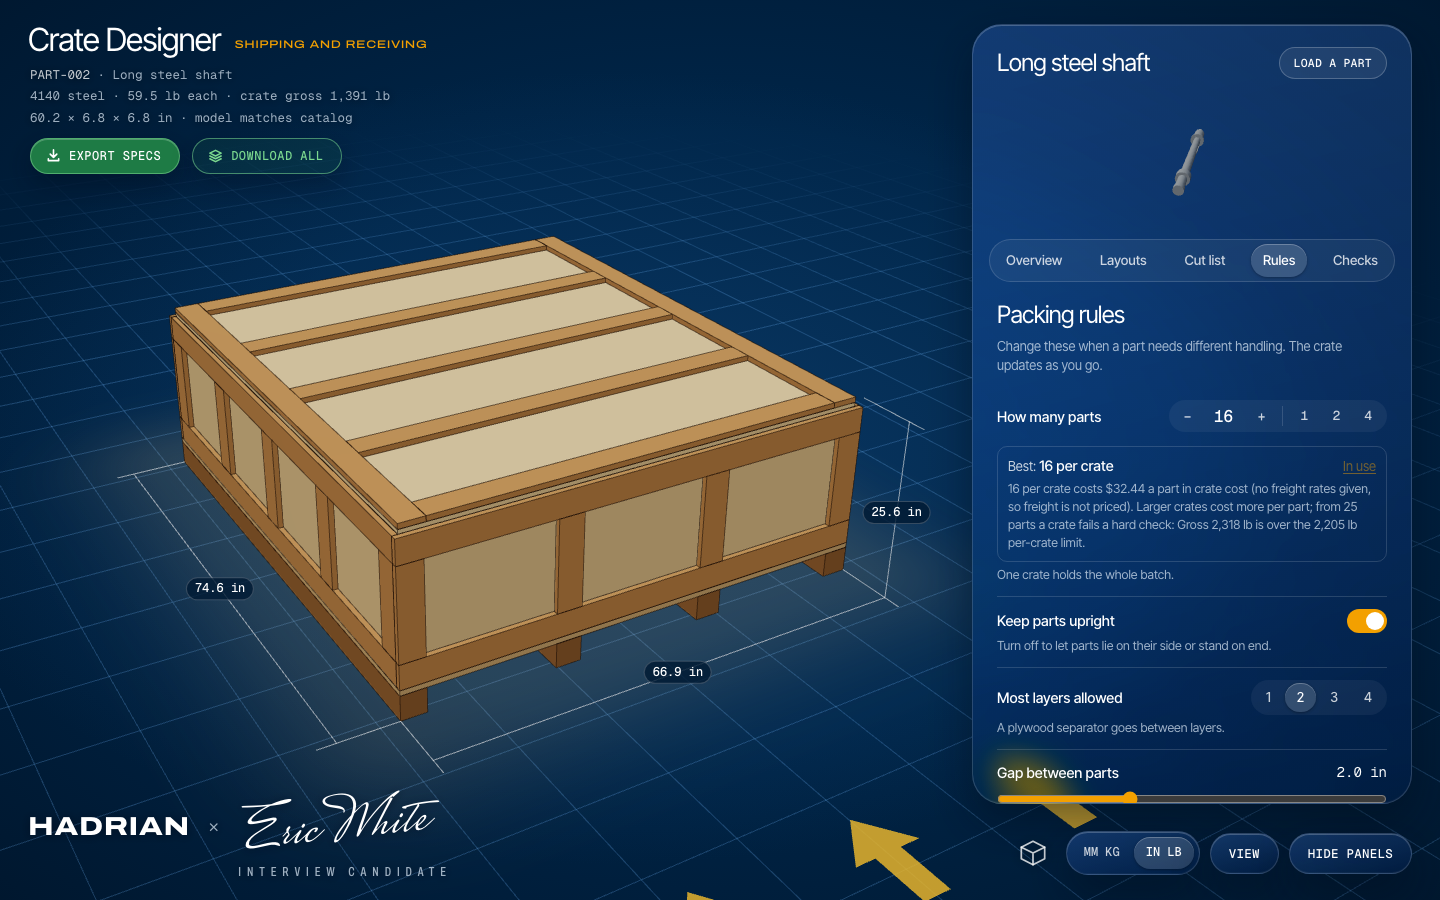 Crate Designer SHIPPING AND RECEIVING
PART-002 · Long steel shaft
4140 steel · 59.5 lb each · crate gross 1,391 lb
60.2 × 6.8 × 6.8 in · model matches catalog
EXPORT SPECS
DOWNLOAD ALL
25.6 in
74.6 in
66.9 in
HADRIAN × Eric White
INTERVIEW CANDIDATE
Long steel shaft
LOAD A PART
Overview Layouts Cut list Rules Checks
Packing rules
Change these when a part needs different handling. The crate
updates as you go.
How many parts − 16 + 1 2 4
Best: 16 per crate In use
16 per crate costs $32.44 a part in crate cost (no freight rates given,
so freight is not priced). Larger crates cost more per part; from 25
parts a crate fails a hard check: Gross 2,318 lb is over the 2,205 lb
per-crate limit.
One crate holds the whole batch.
Keep parts upright
Turn off to let parts lie on their side or stand on end.
Most layers allowed 1 2 3 4
A plywood separator goes between layers.
Gap between parts 2.0 in
MM KG IN LB VIEW HIDE PANELS